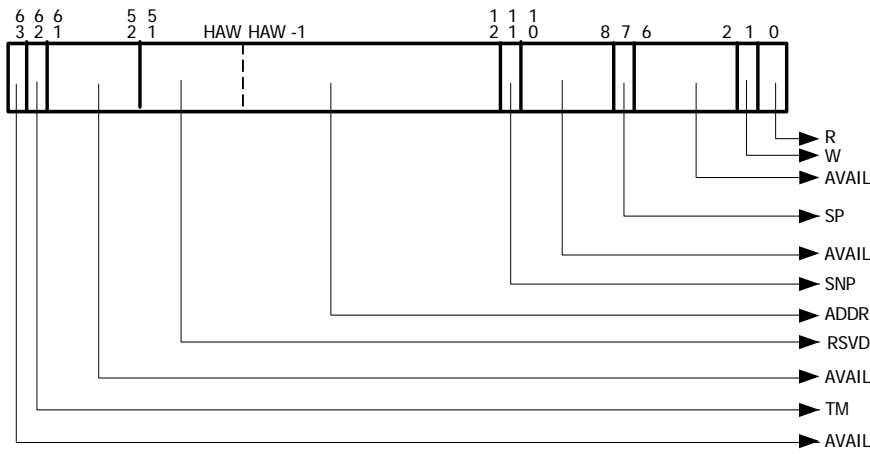 6 6 6 5 5 1 1 1
3 2 1 2 1 HAW HAW -1 2 1 0 8 7 6 2 1 0
R
W
AVAIL
SP
AVAIL
SNP
ADDR
RSVD
AVAIL
TM
AVAIL